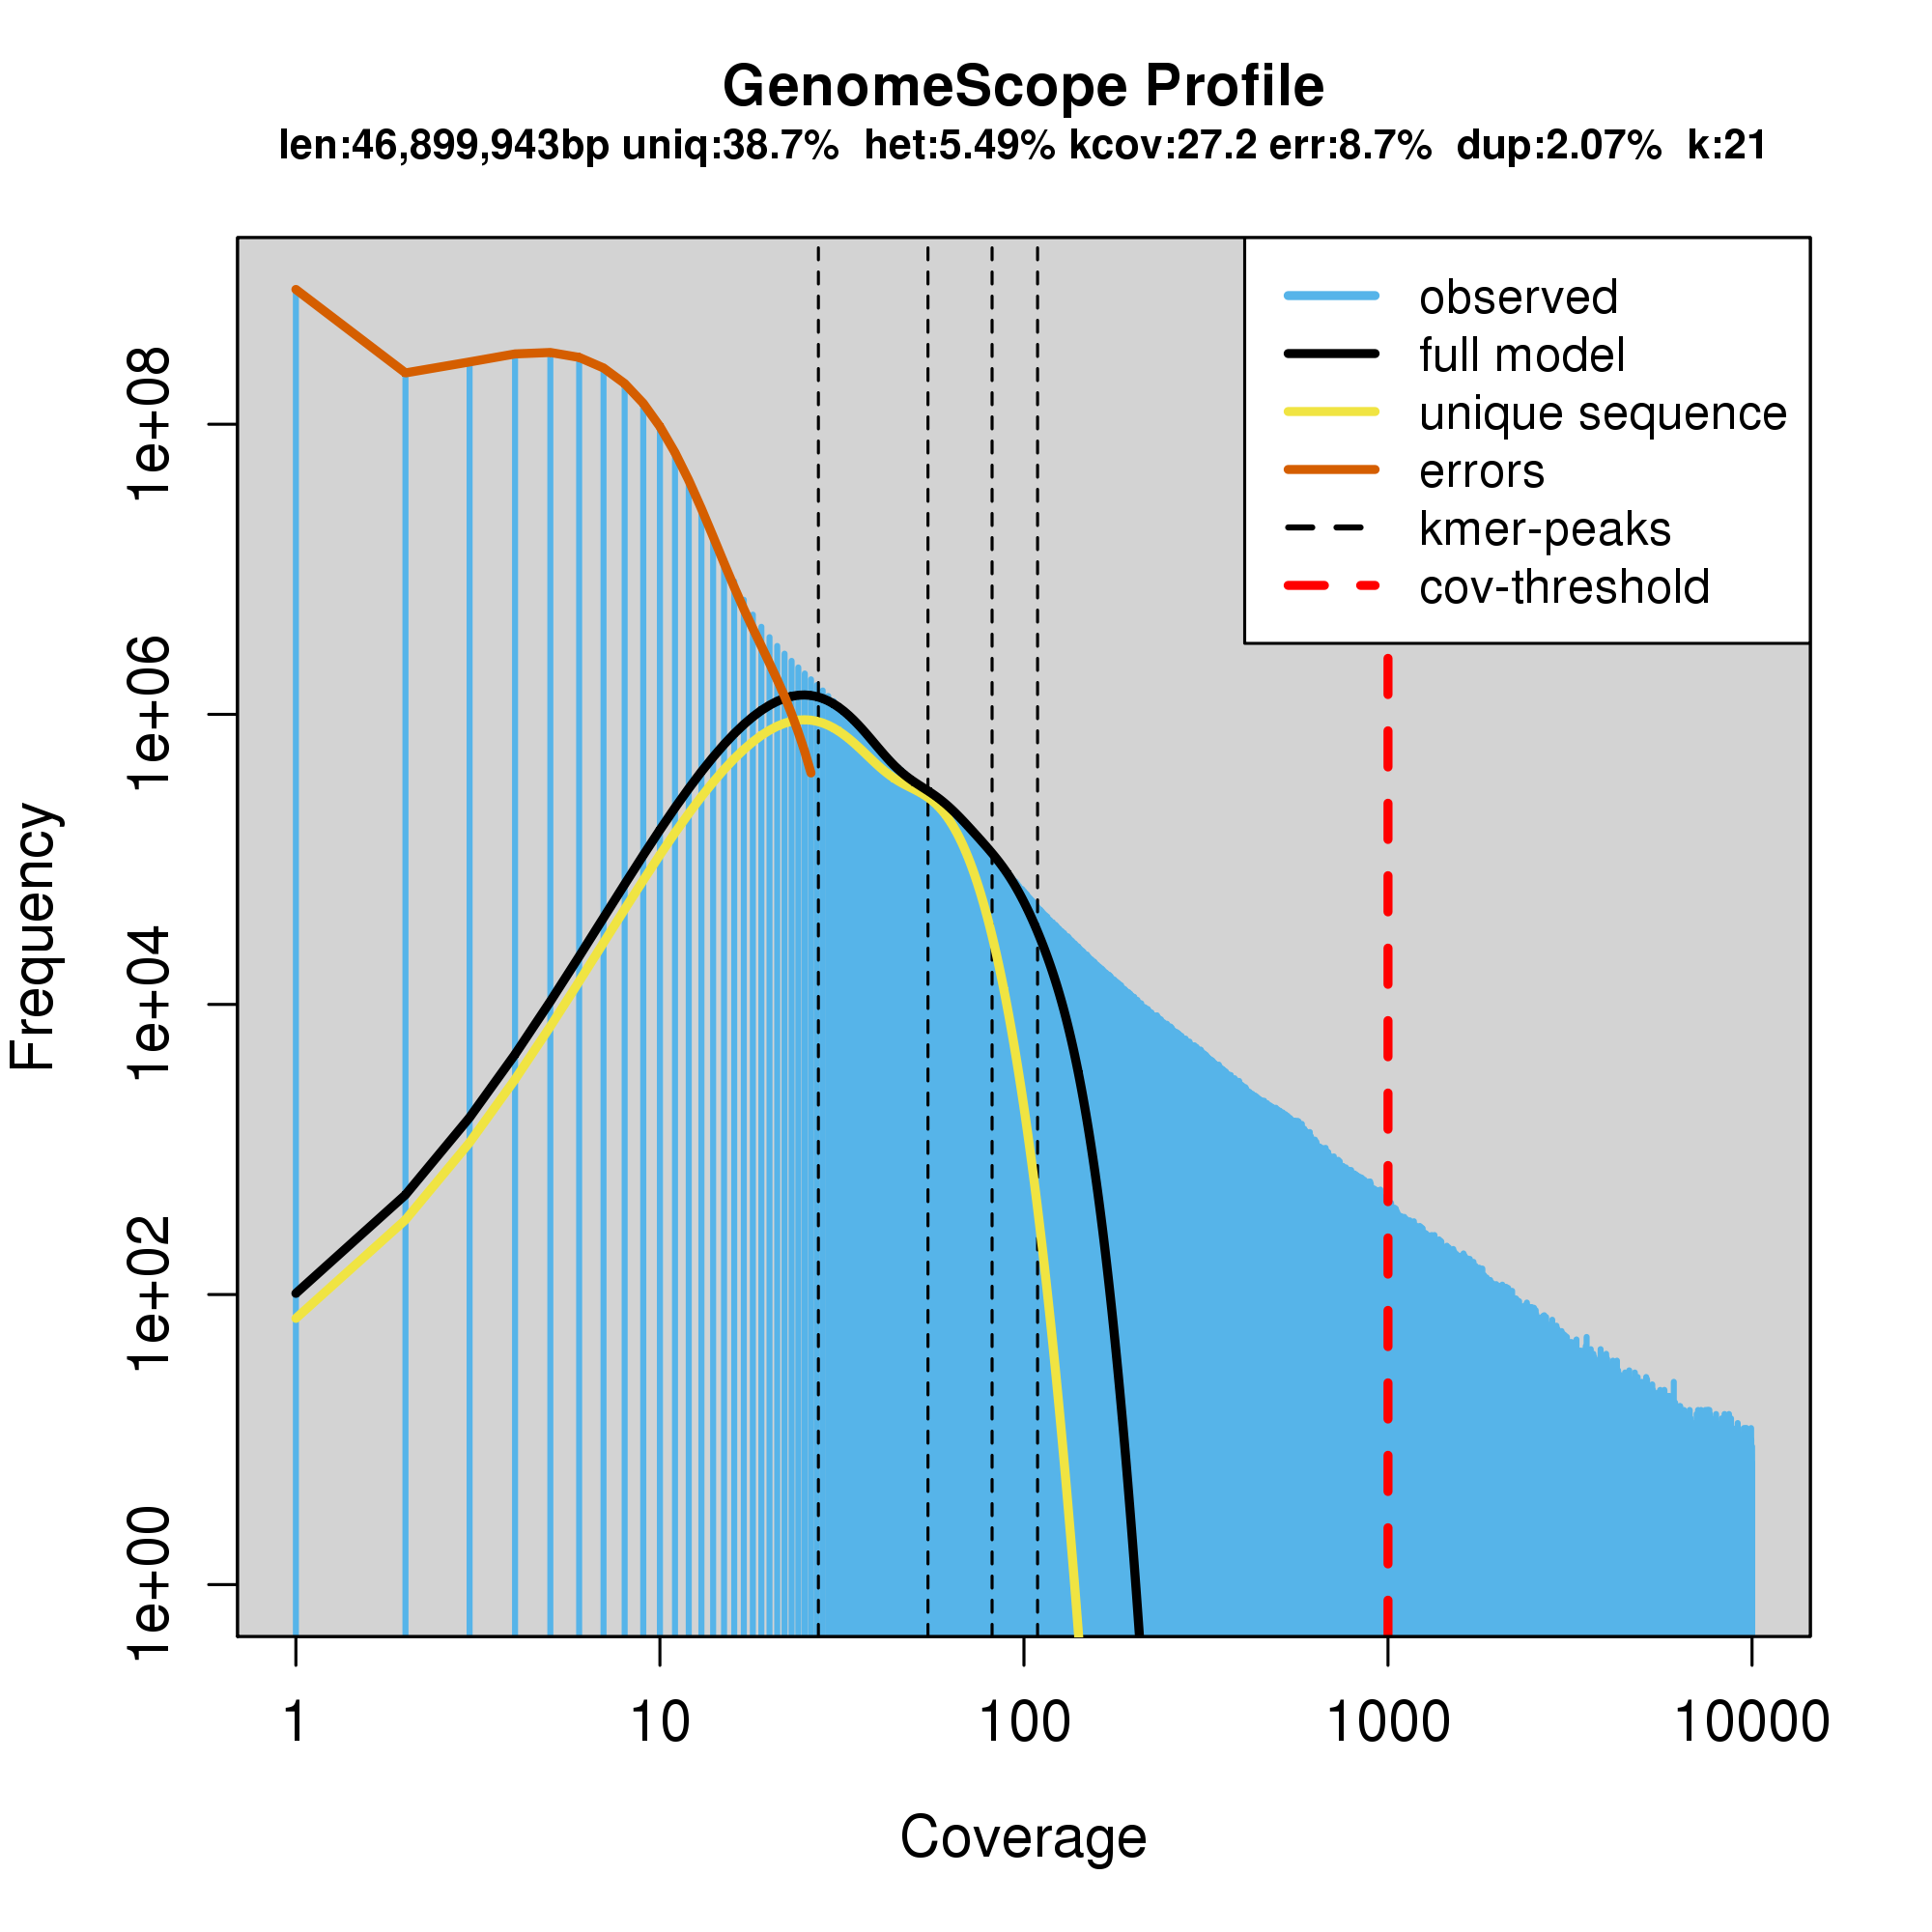 GenomeScope Profile
len:46,899,943bp uniq:38.7% het:5.49% kcov:27.2 err:8.7% dup:2.07% k:21
observed
full model
unique sequence
errors
kmer-peaks
cov-threshold
Frequency
1e+08
1e+06
1e+04
1e+02
1e+00
1 10 100 1000 10000
Coverage